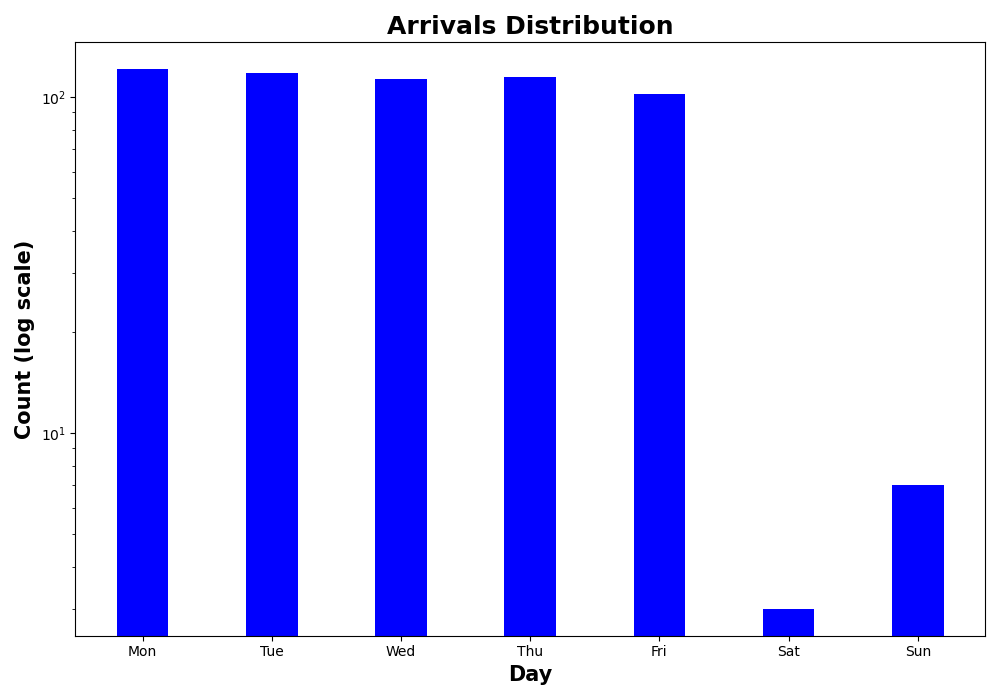 Arrivals Distribution
Count (log scale)
10²
10¹
Mon Tue Wed Thu Fri Sat Sun
Day